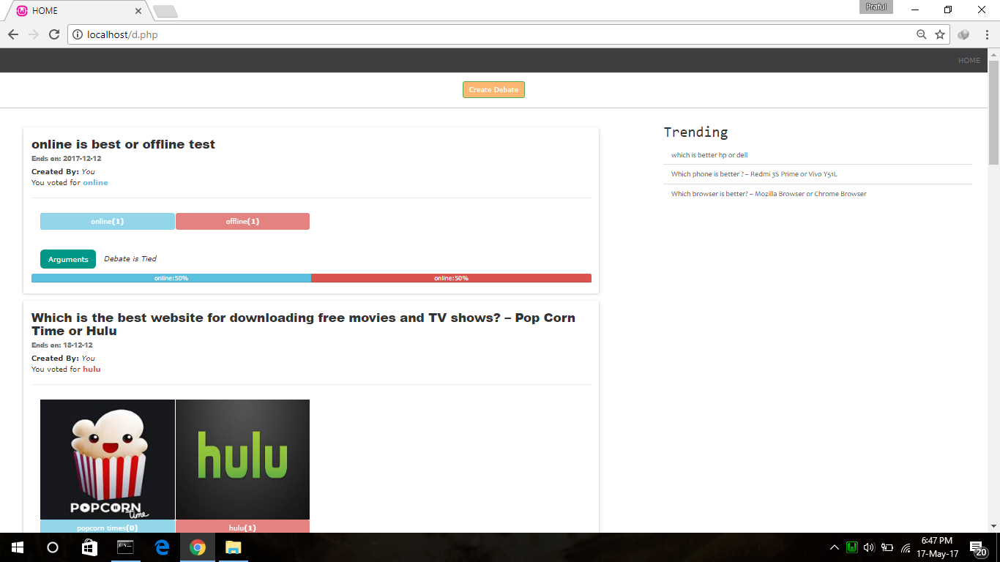 HOME
Praful
localhost/d.php
HOME
Create Debate
online is best or offline test
Ends on: 2017-12-12
Created By: You
You voted for online
online(1)
offline(1)
Arguments
Debate is Tied
online:50%
online:50%
Which is the best website for downloading free movies and TV shows? – Pop Corn
Time or Hulu
Ends on: 18-12-12
Created By: You
You voted for hulu
POPCORN
Time
hulu
popcorn times(0)
hulu(1)
Trending
which is better hp or dell
Which phone is better ? – Redmi 3S Prime or Vivo Y51L
Which browser is better? – Mozilla Browser or Chrome Browser
6:47 PM
17-May-17
20